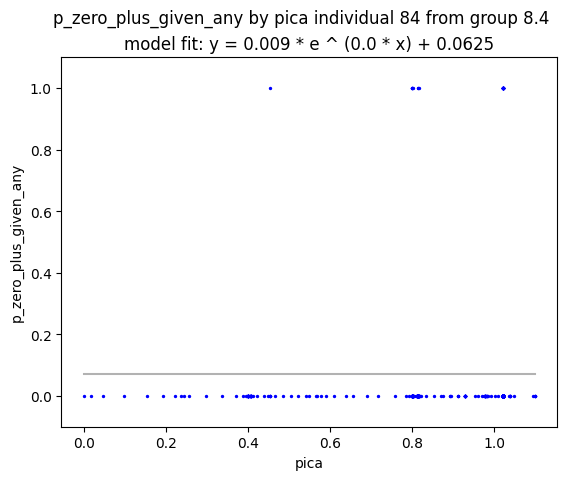 p_zero_plus_given_any by pica individual 84 from group 8.4
model fit: y = 0.009 * e ^ (0.0 * x) + 0.0625
1.0
0.8
0.6
0.4
0.2
0.0
p_zero_plus_given_any
0.0 0.2 0.4 0.6 0.8 1.0
pica